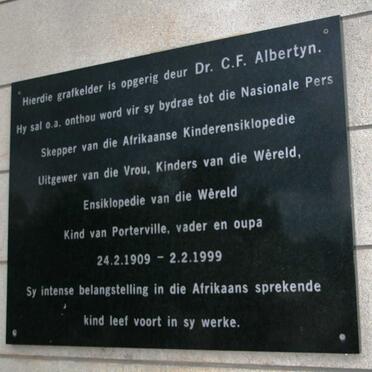 Hierdie grafkelder is opgerig deur Dr. C.F. Albertyn.
Hy sal o.a. onthou word vir sy bydrae tot die Nasionale Pers
Skepper van die Afrikaanse Kinderensiklopedie
Uitgewer van die Vrou, Kinders van die Wêreld,
Ensiklopedie van die Wêreld
Kind van Porterville, vader en oupa
24.2.1909 - 2.2.1999
Sy intense belangstelling in die Afrikaans sprekende
kind leef voort in sy werke.